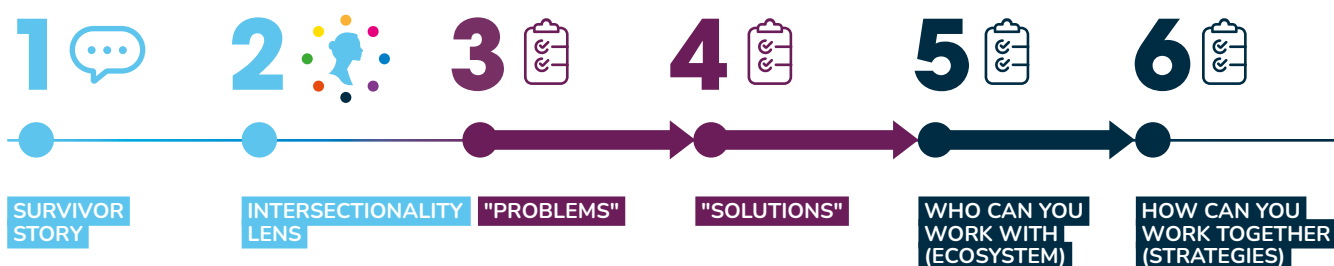 1
2
3
4
5
6
SURVIVOR
STORY
INTERSECTIONALITY
LENS
"PROBLEMS"
"SOLUTIONS"
WHO CAN YOU
WORK WITH
(ECOSYSTEM)
HOW CAN YOU
WORK TOGETHER
(STRATEGIES)